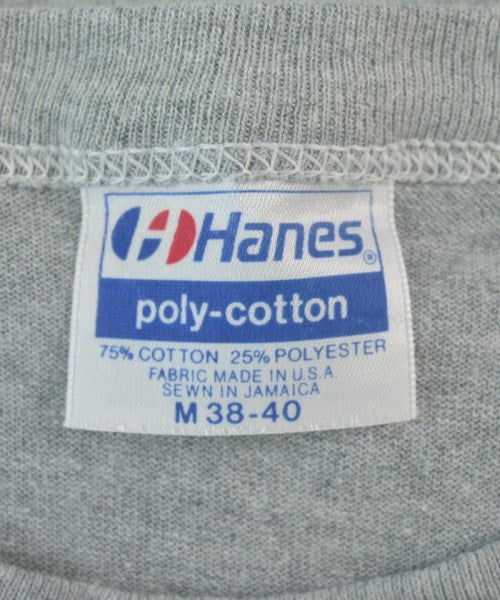 Hanes®
poly-cotton
75% COTTON 25% POLYESTER
FABRIC MADE IN U.S.A.
SEWN IN JAMAICA
M 38-40